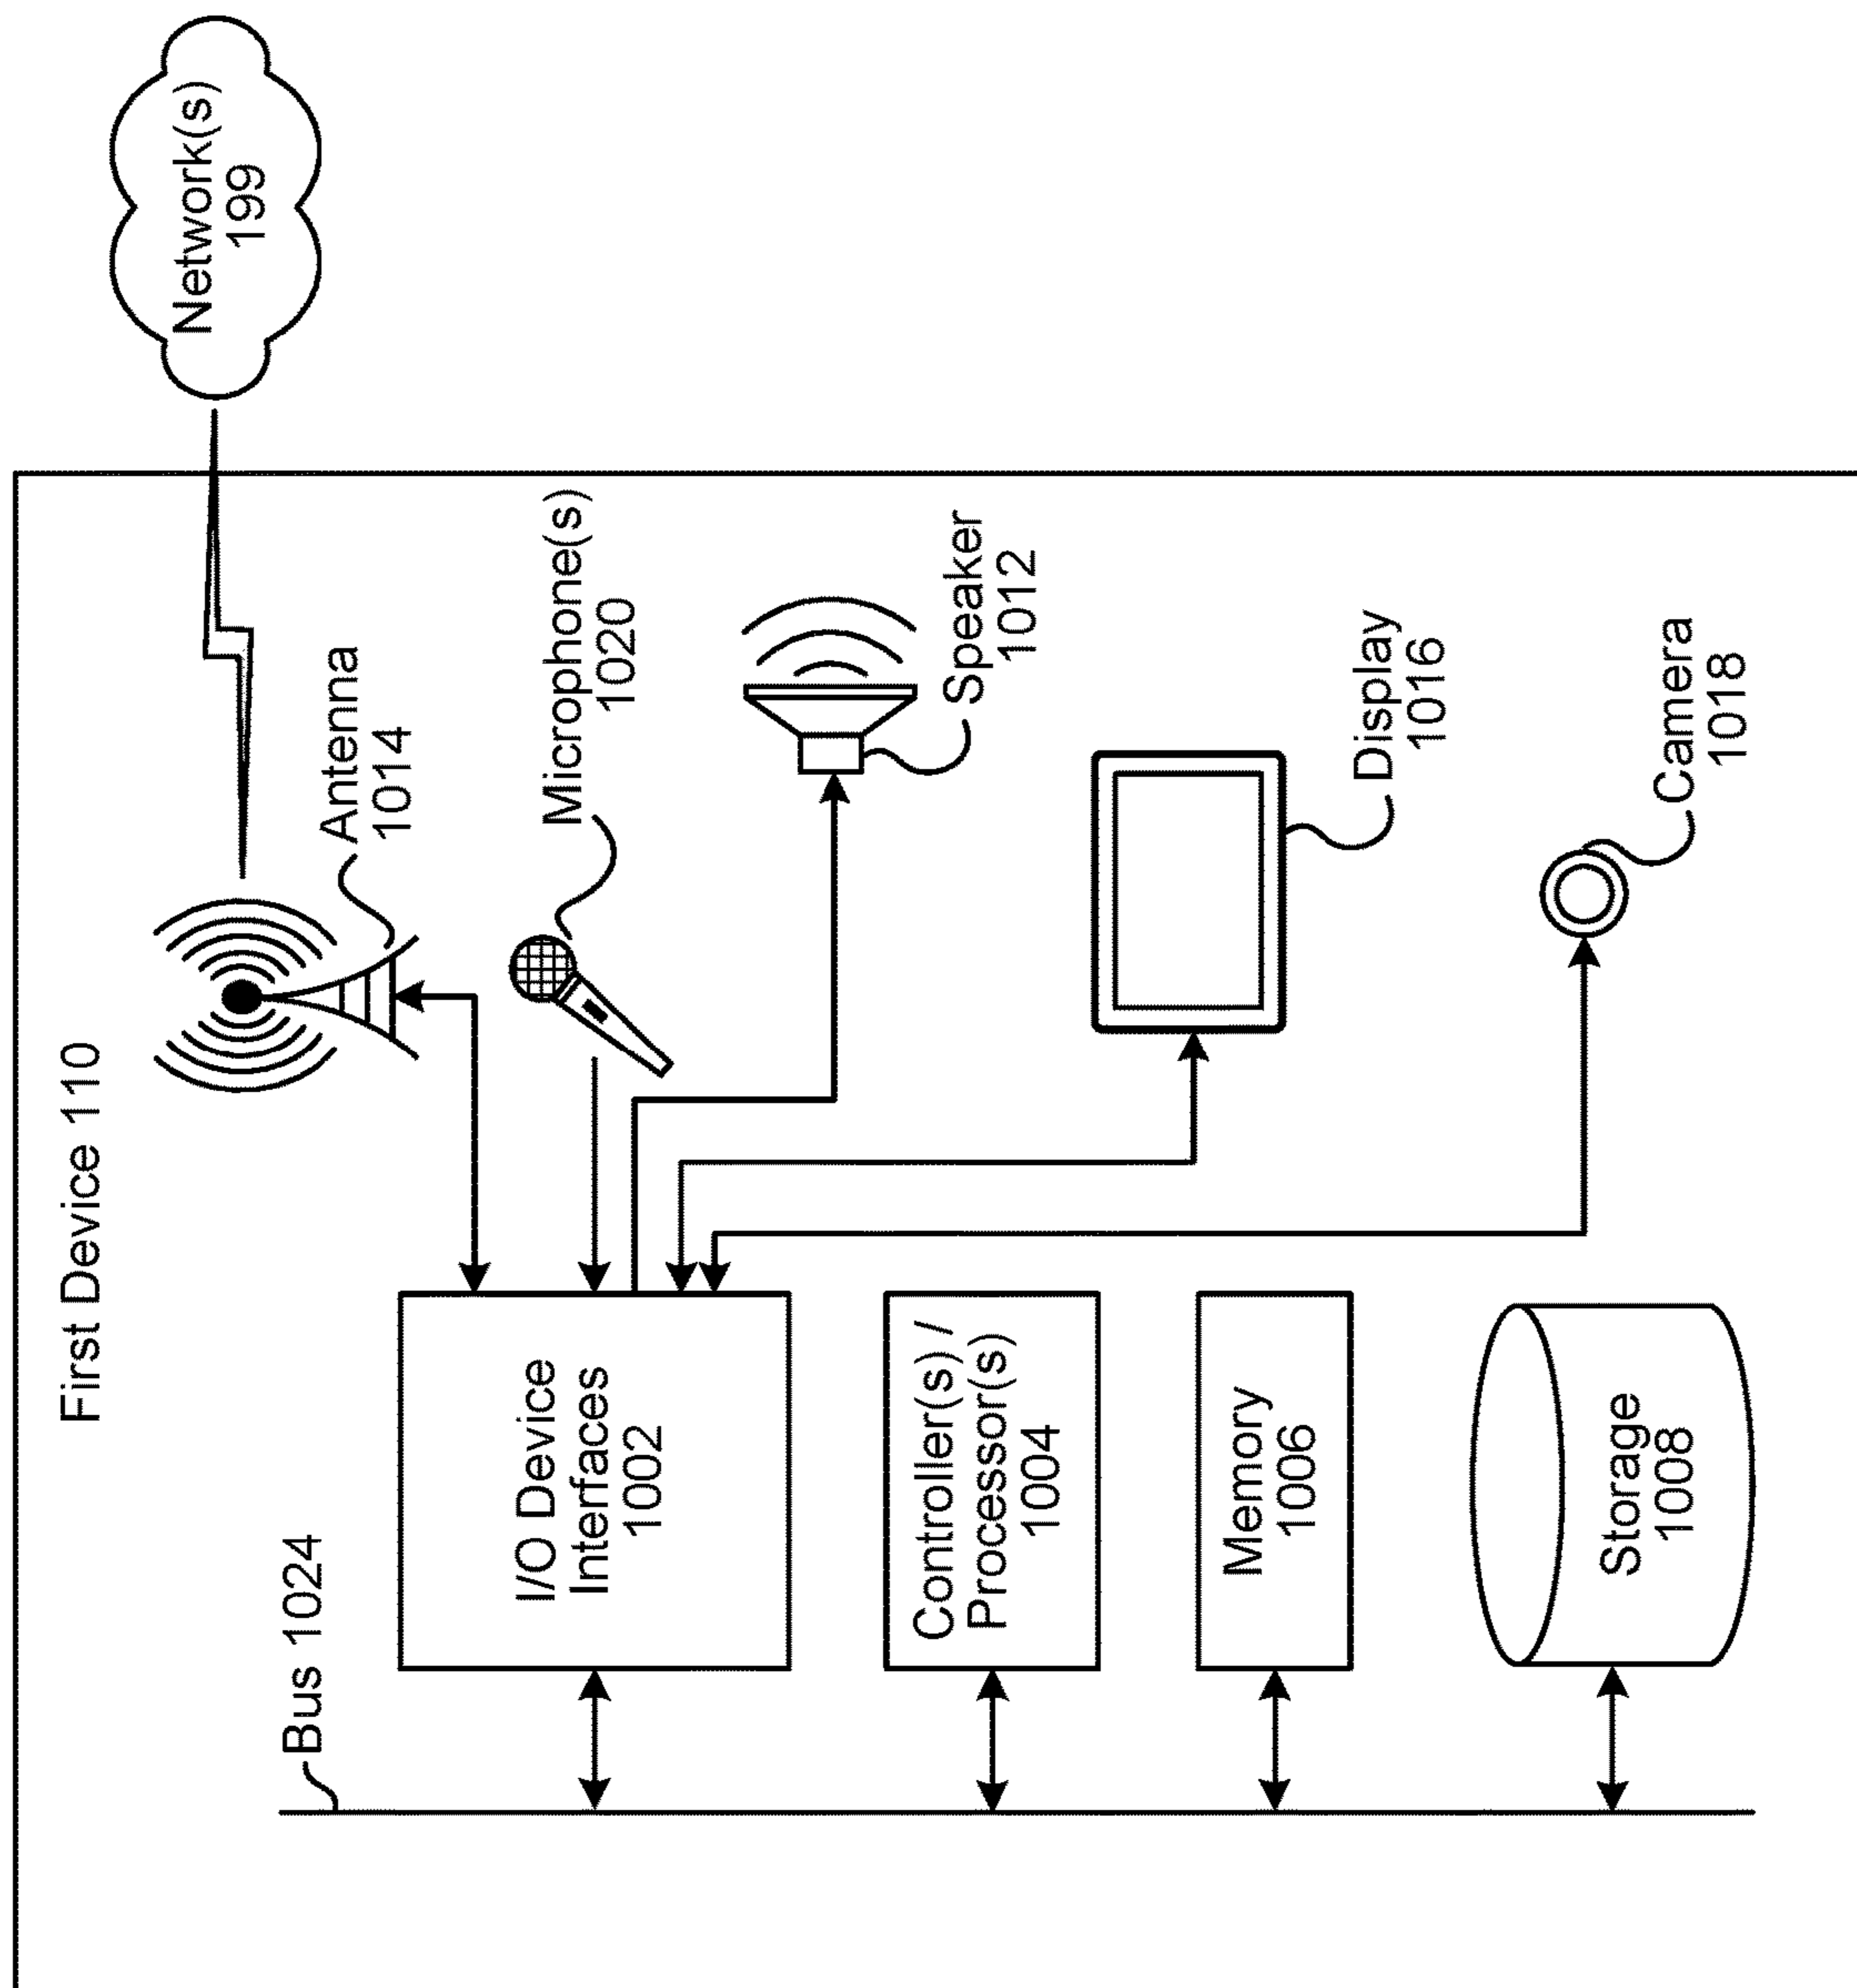 First Device 110
Bus 1024
I/O Device
Interfaces
1002
Antenna
1014
Network(s)
199
Microphone(s)
1020
Controller(s) /
Processor(s)
1004
Speaker
1012
Memory
1006
Display
1016
Storage
1008
Camera
1018